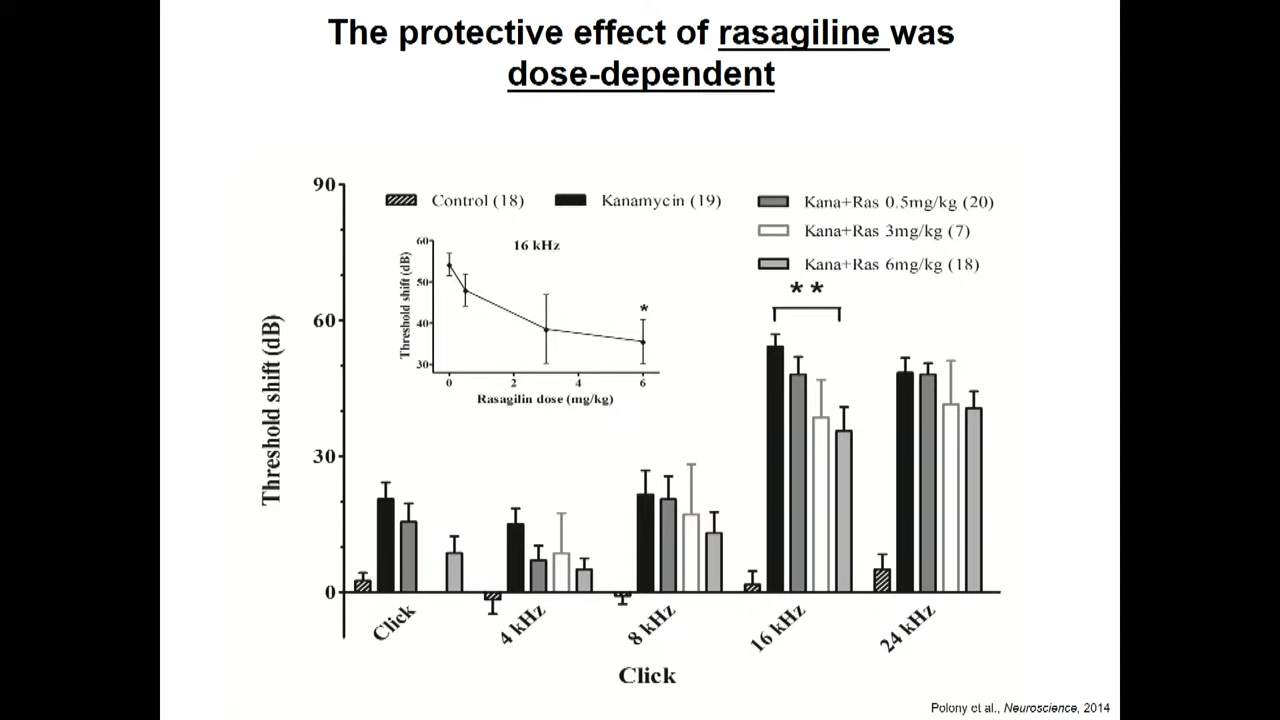 The protective effect of rasagiline was
dose-dependent
90
60
30
0
Threshold shift (dB)
Control (18)
Kanamycin (19)
Kana+Ras 0.5mg/kg (20)
Kana+Ras 3mg/kg (7)
Kana+Ras 6mg/kg (18)
* *
16 kHz
60
50
40
30
Threshold shift (dB)
*
0 2 4 6
Rasagilin dose (mg/kg)
Click 4 kHz 8 kHz 16 kHz 24 kHz
Click
Polony et al., Neuroscience, 2014